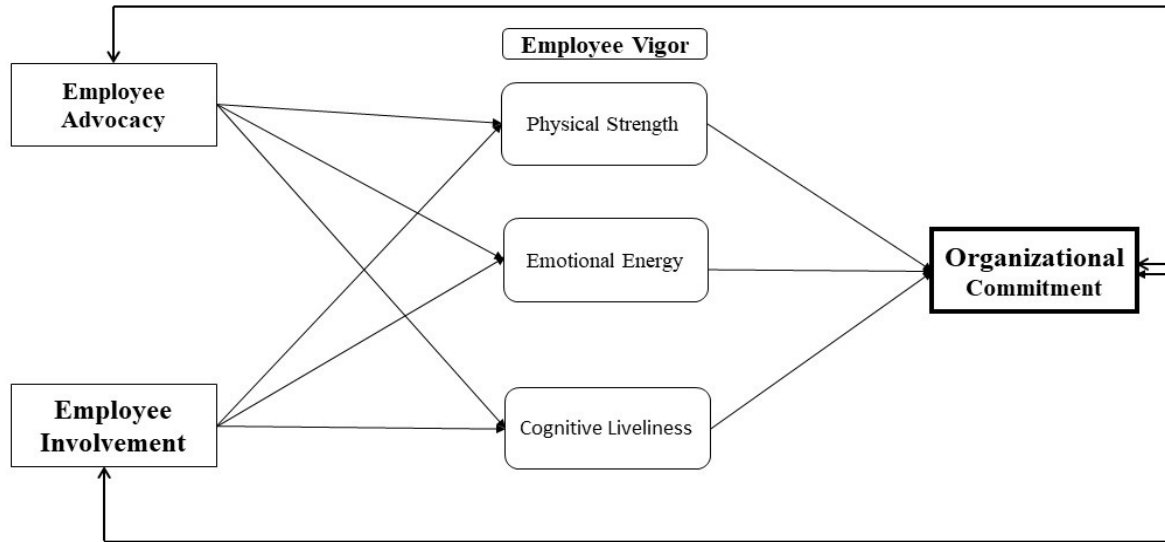 Employee Vigor
Employee
Advocacy
Physical Strength
Emotional Energy
Organizational
Commitment
Employee
Involvement
Cognitive Liveliness